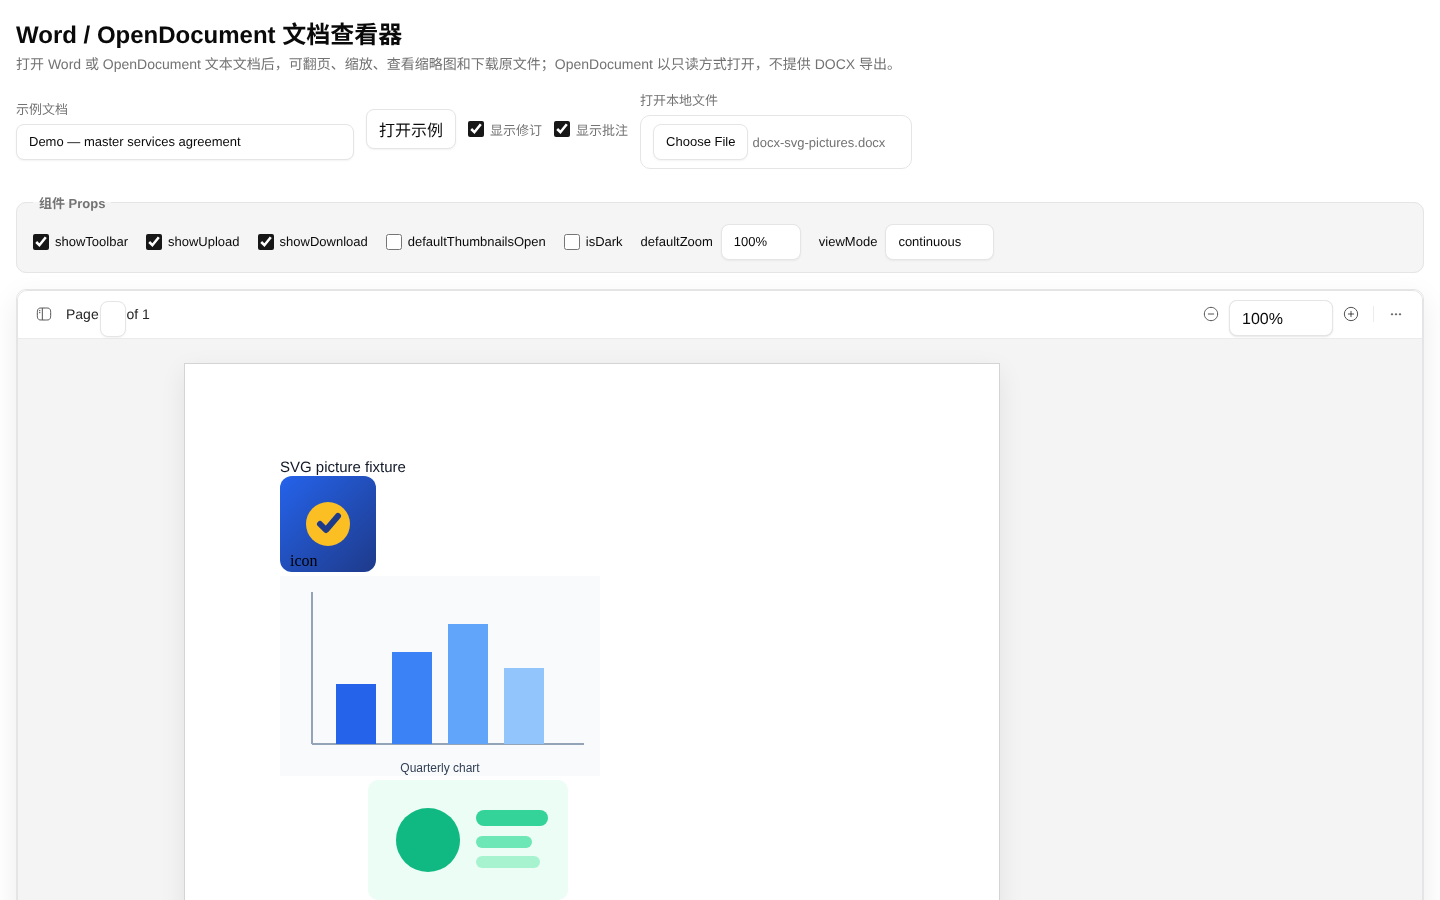 Word / OpenDocument 文档查看器
打开 Word 或 OpenDocument 文本文档后，可翻页、缩放、查看缩略图和下载原文件；OpenDocument 以只读方式打开，不提供 DOCX 导出。
示例文档
Demo — master services agreement
打开示例
显示修订
显示批注
打开本地文件
Choose File docx-svg-pictures.docx
组件 Props
showToolbar showUpload showDownload defaultThumbnailsOpen isDark defaultZoom 100% viewMode continuous
Page of 1
100%
SVG picture fixture
icon
Quarterly chart